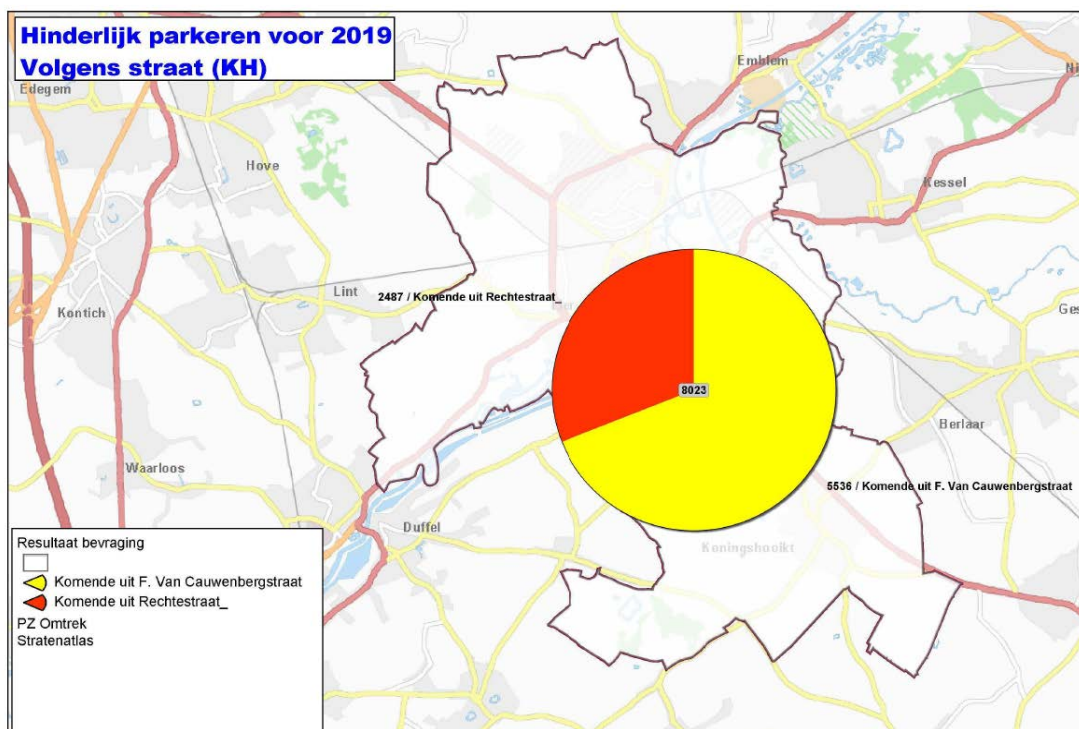 Hinderlijk parkeren voor 2019
Volgens straat (KH)
Edegem
Emblem
Hove
Kessel
Lint
2487 / Komende uit Rechtestraat_
Kontich
8023
Berlaar
Waarloos
5536 / Komende uit F. Van Cauwenbergstraat
Duffel
Koningshooikt
Resultaat bevraging
Komende uit F. Van Cauwenbergstraat
Komende uit Rechtestraat_
PZ Omtrek
Stratenatlas